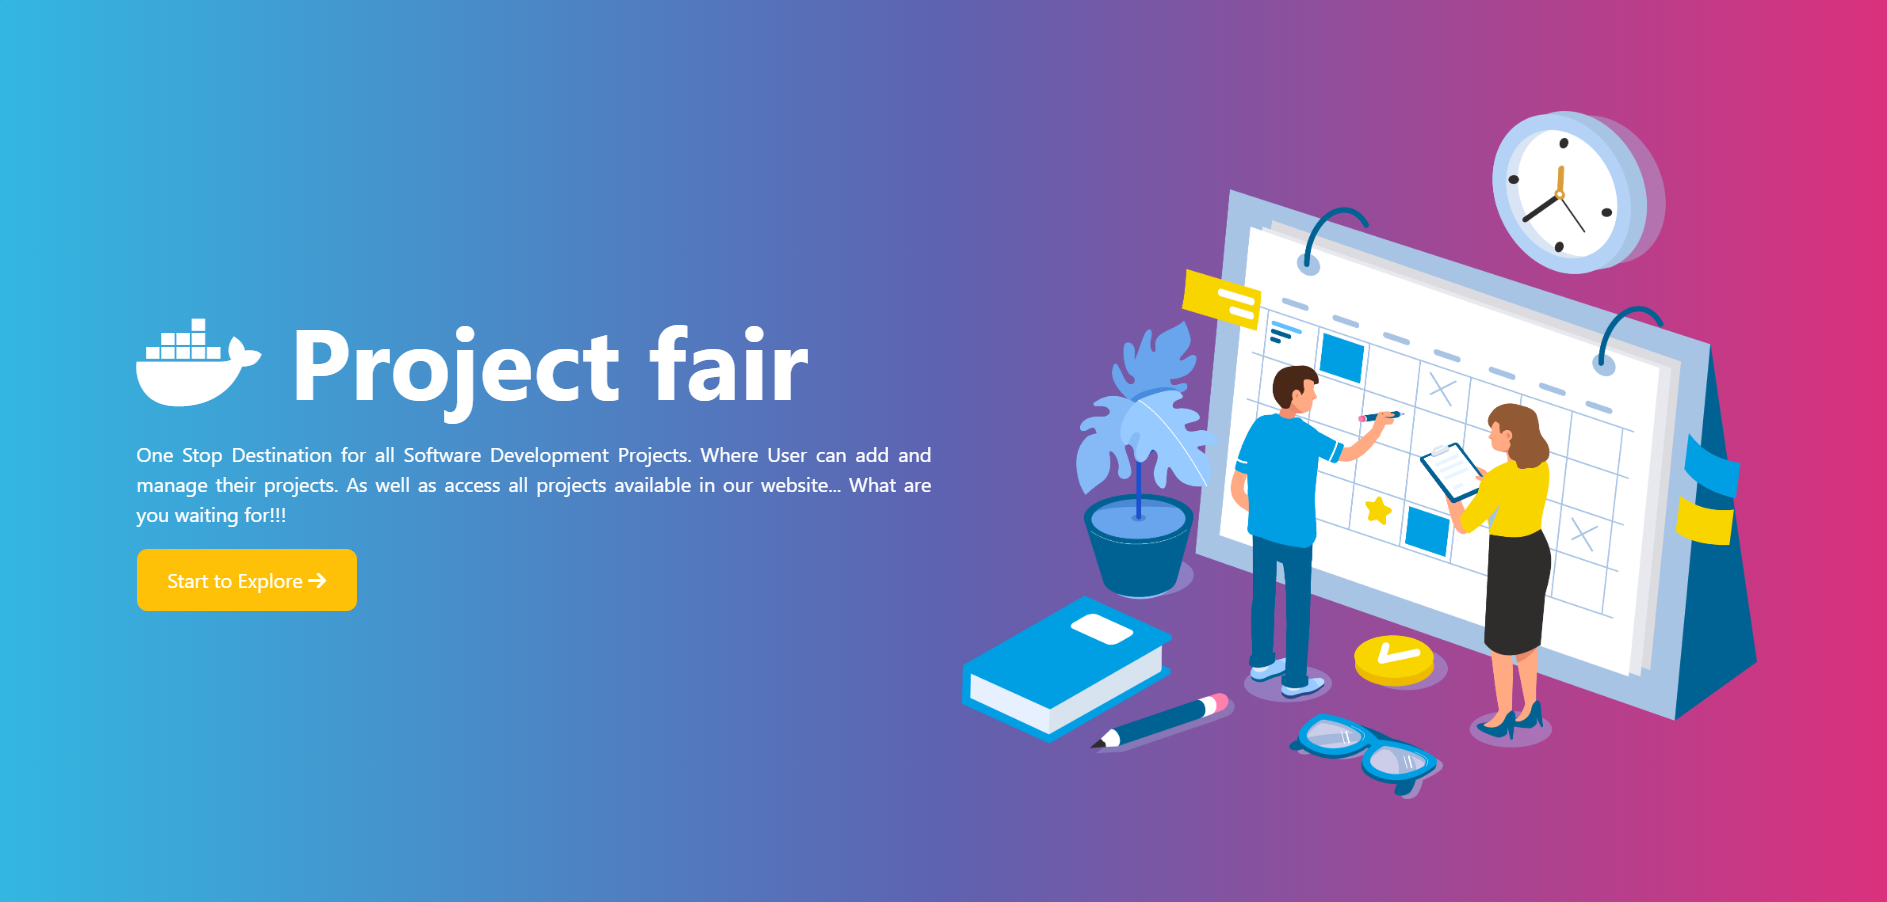 Project fair
One Stop Destination for all Software Development Projects. Where User can add and
manage their projects. As well as access all projects available in our website... What are
you waiting for!!!
Start to Explore →